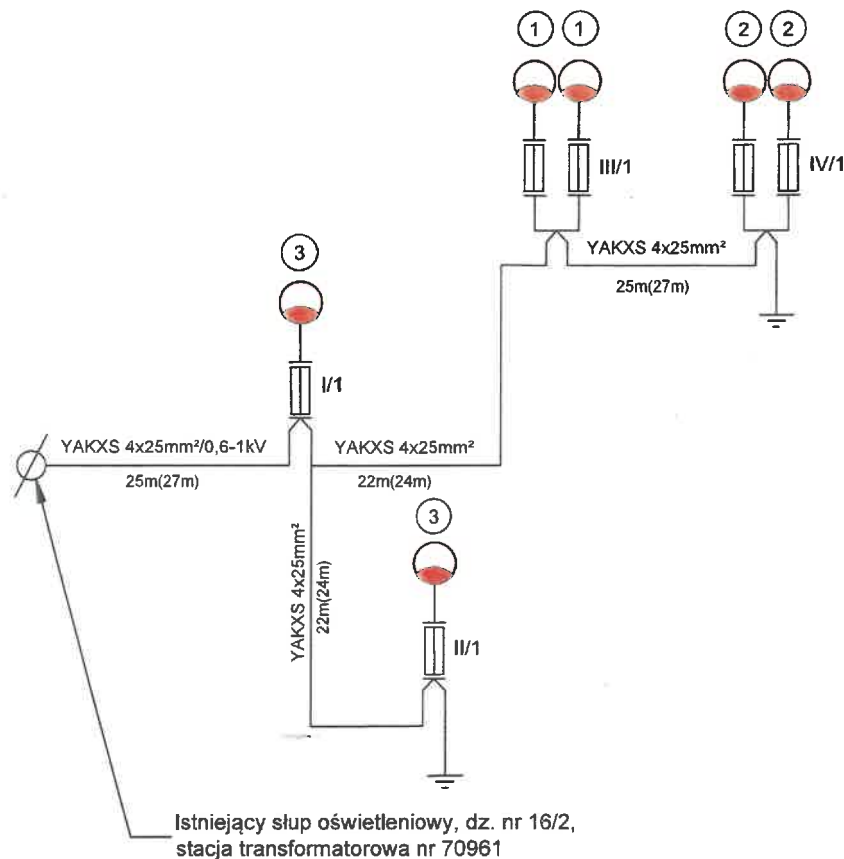 1 1 2 2
III/1
IV/1
YAKXS 4x25mm²
25m(27m)
3
I/1
YAKXS 4x25mm²/0,6-1kV
25m(27m)
YAKXS 4x25mm²
22m(24m)
YAKXS 4x25mm²
22m(24m)
3
II/1
Istniejący słup oświetleniowy, dz. nr 16/2,
stacja transformatorowa nr 70961